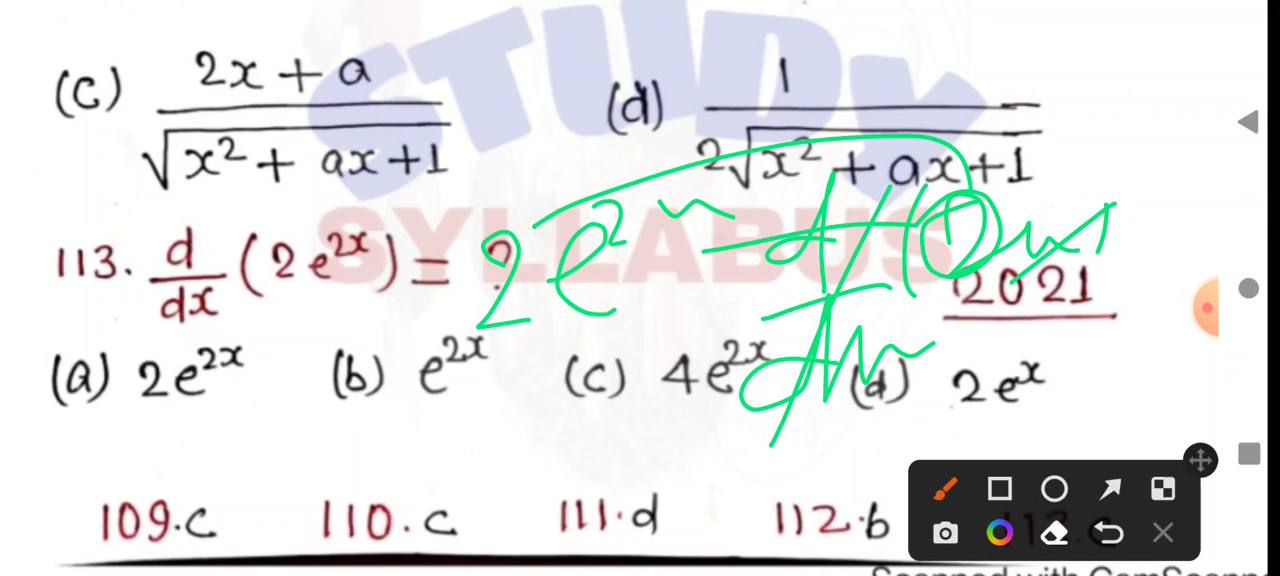 (c) 2x + a / √x² + ax + 1 (d) 1 / 2√x² + ax + 1
STUDY
SYLLABUS
113. d/dx (2e^2x) = ? 2021
(a) 2e^2x (b) e^2x (c) 4e^2x (d) 2e^x
109.c 110.c 111.d 112.b